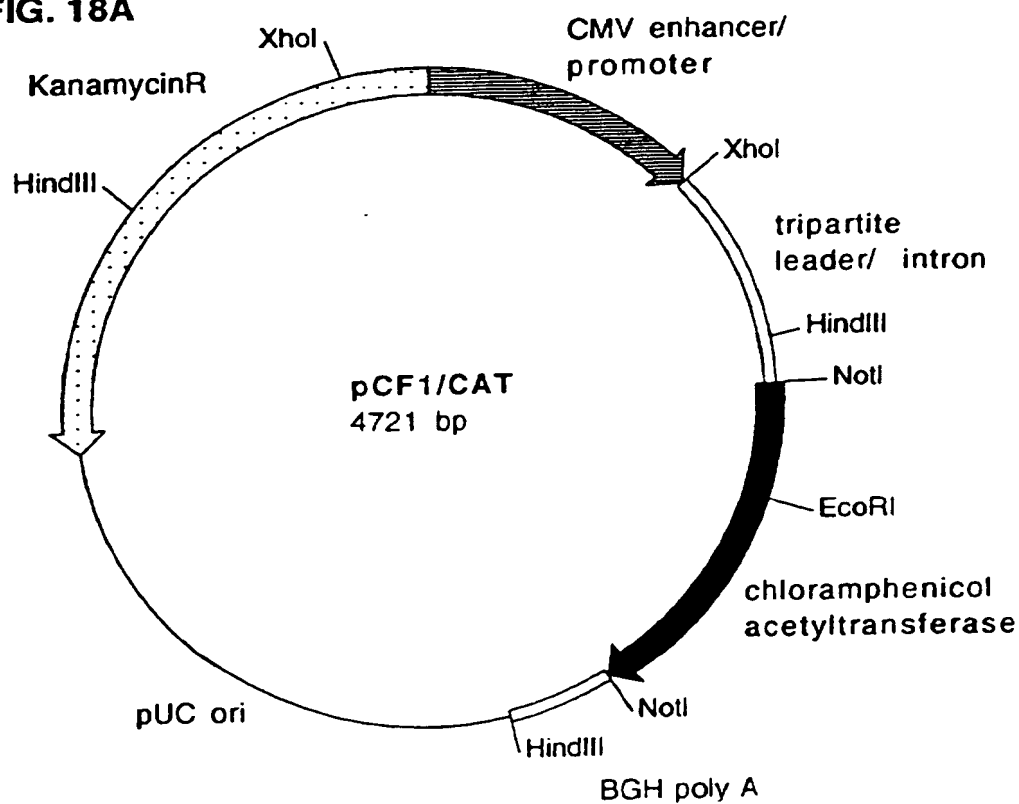 FIG. 18A
XhoI
CMV enhancer/
promoter
KanamycinR
XhoI
HindIII
tripartite
leader/ intron
HindIII
NotI
pCF1/CAT
4721 bp
EcoRI
chloramphenicol
acetyltransferase
NotI
pUC ori
HindIII
BGH poly A